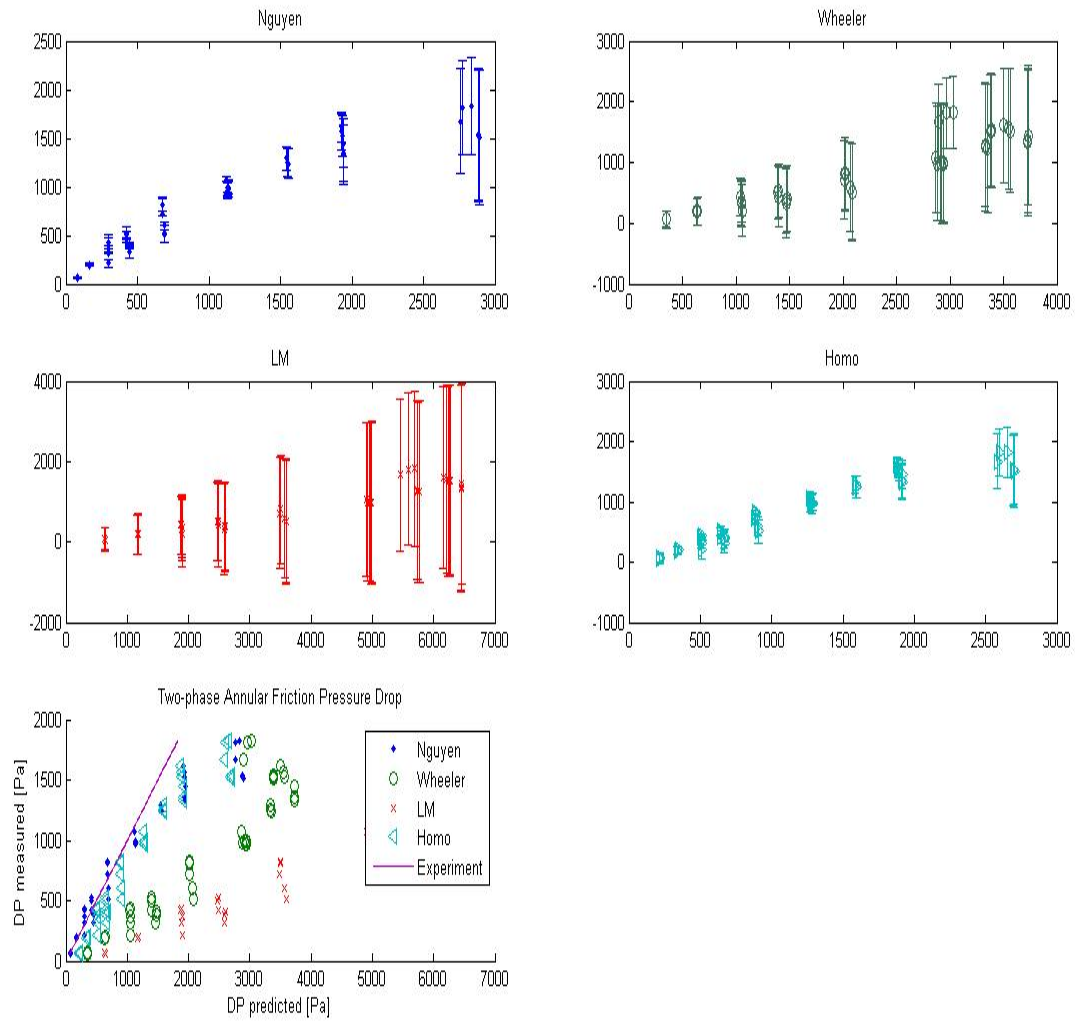 Nguyen
2500
2000
1500
1000
500
0
0 500 1000 1500 2000 2500 3000
Wheeler
3000
2000
1000
0
-1000
0 500 1000 1500 2000 2500 3000 3500 4000
LM
4000
2000
0
-2000
0 1000 2000 3000 4000 5000 6000 7000
Homo
3000
2000
1000
0
-1000
0 500 1000 1500 2000 2500 3000
Two-phase Annular Friction Pressure Drop
DP measured [Pa]
2000
1500
1000
500
0
Nguyen
Wheeler
LM
Homo
Experiment
0 1000 2000 3000 4000 5000 6000 7000
DP predicted [Pa]